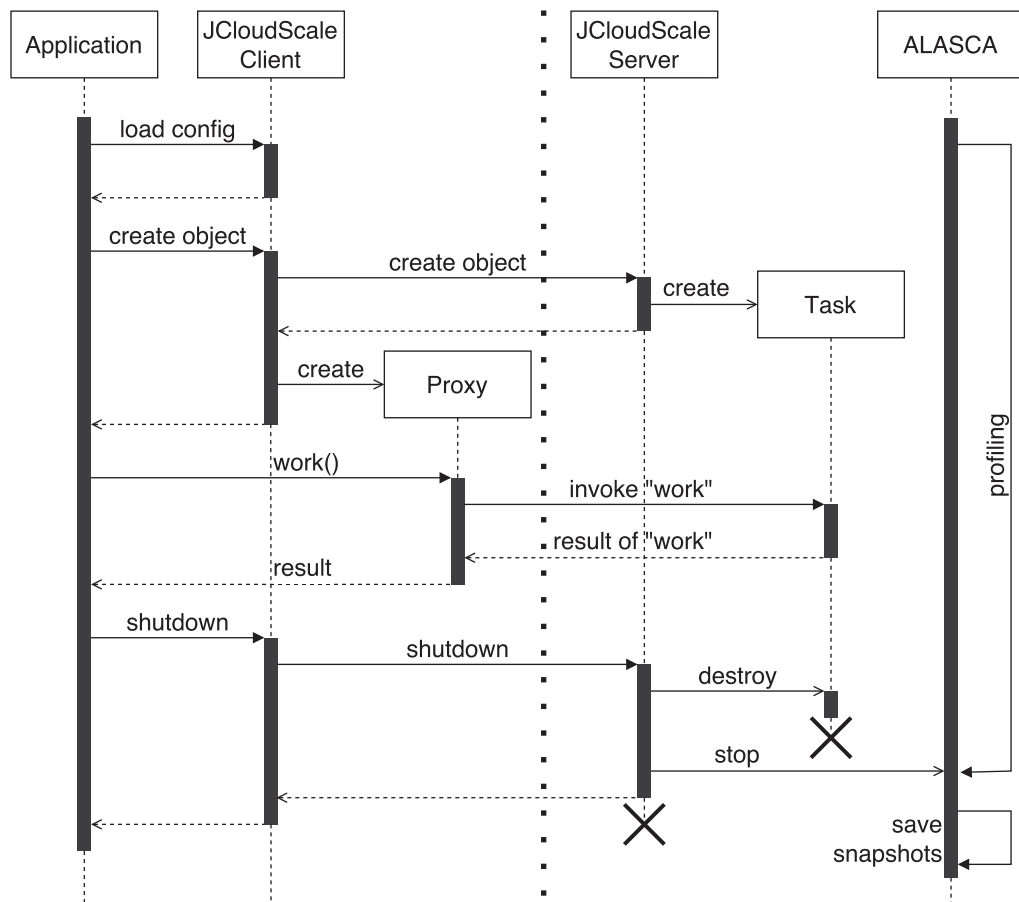 Application
JCloudScale
Client
JCloudScale
Server
ALASCA
load config
create object
create object
create
Task
create
Proxy
profiling
work()
invoke "work"
result of "work"
result
shutdown
shutdown
destroy
stop
save
snapshots